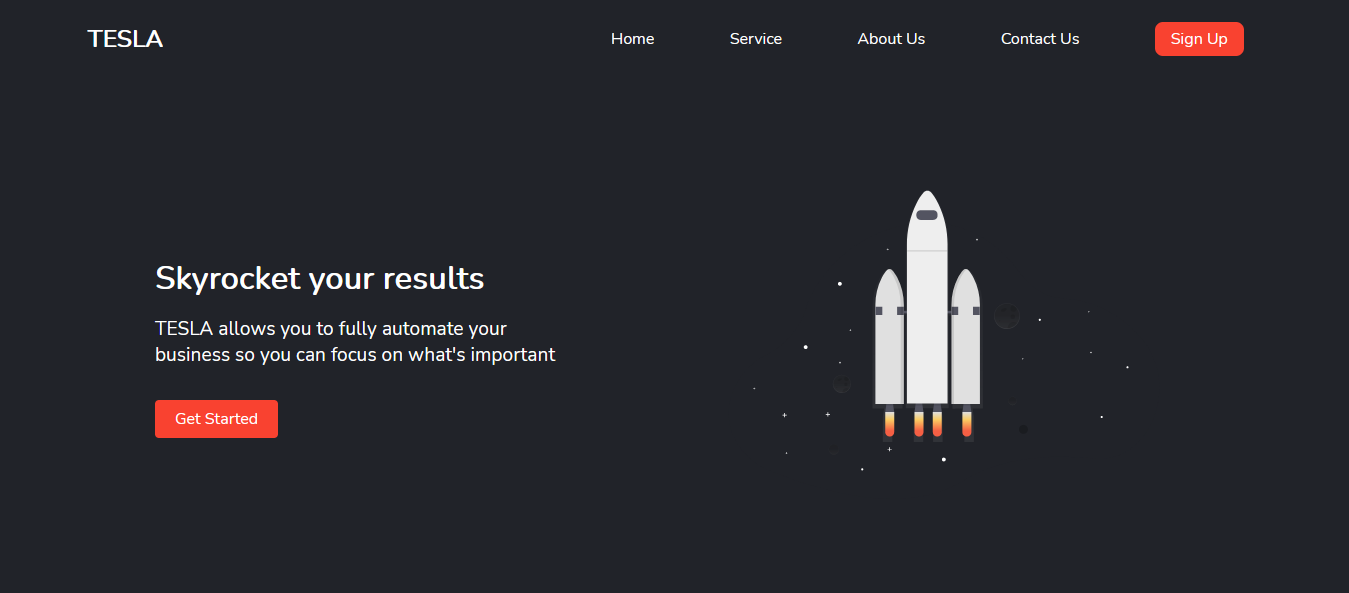 TESLA
Home
Service
About Us
Contact Us
Sign Up
Skyrocket your results
TESLA allows you to fully automate your
business so you can focus on what's important
Get Started